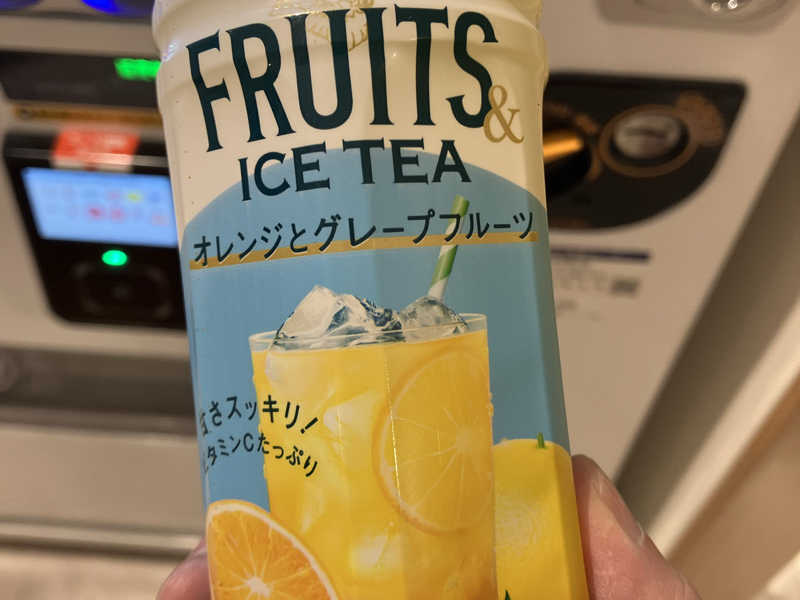 FRUITS
&
ICE TEA
オレンジとグレープフルーツ
さスッキリ!
タミンCたっぷり